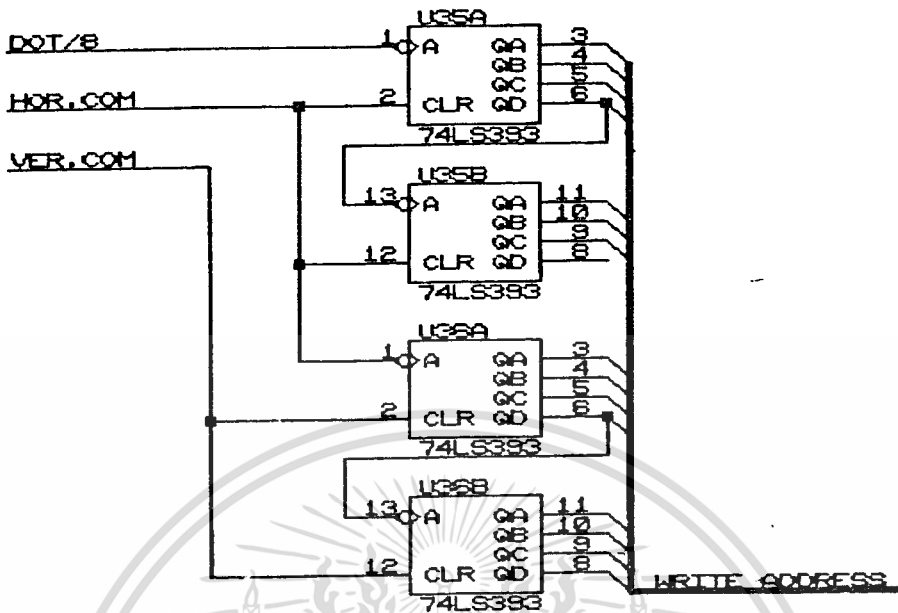 U35A
DOT/8
1 A QA 3
QB 4
QC 5
HOR.COM
2 CLR QD 6
74LS393
VER.COM
U35B
13 A QA 11
QB 10
QC 9
12 CLR QD 8
74LS393
U36A
1 A QA 3
QB 4
QC 5
2 CLR QD 6
74LS393
U36B
13 A QA 11
QB 10
QC 9
12 CLR QD 8
WRITE ADDRESS
74LS393